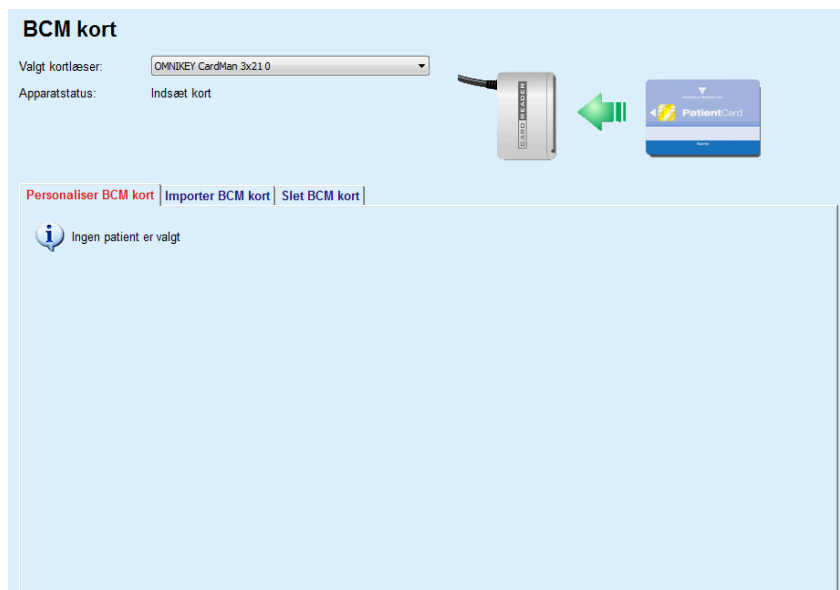 BCM kort
Valgt kortlæser: OMNIKEY CardMan 3x21 0
Apparatstatus: Indsæt kort
CARD READER
PatientCard
Name
Personaliser BCM kort Importer BCM kort Slet BCM kort
Ingen patient er valgt